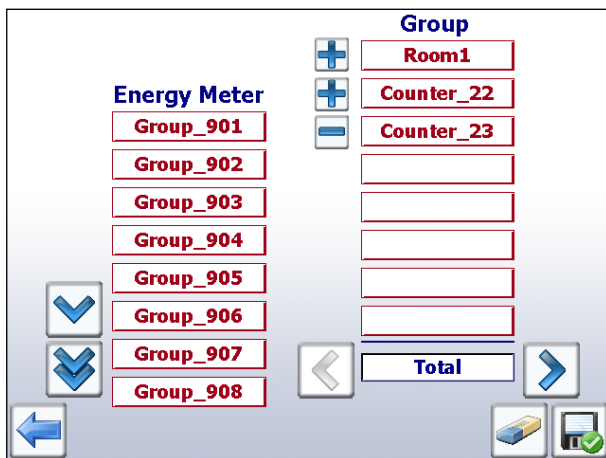 Group
Room1
Counter_22
Counter_23
Total
Energy Meter
Group_901
Group_902
Group_903
Group_904
Group_905
Group_906
Group_907
Group_908